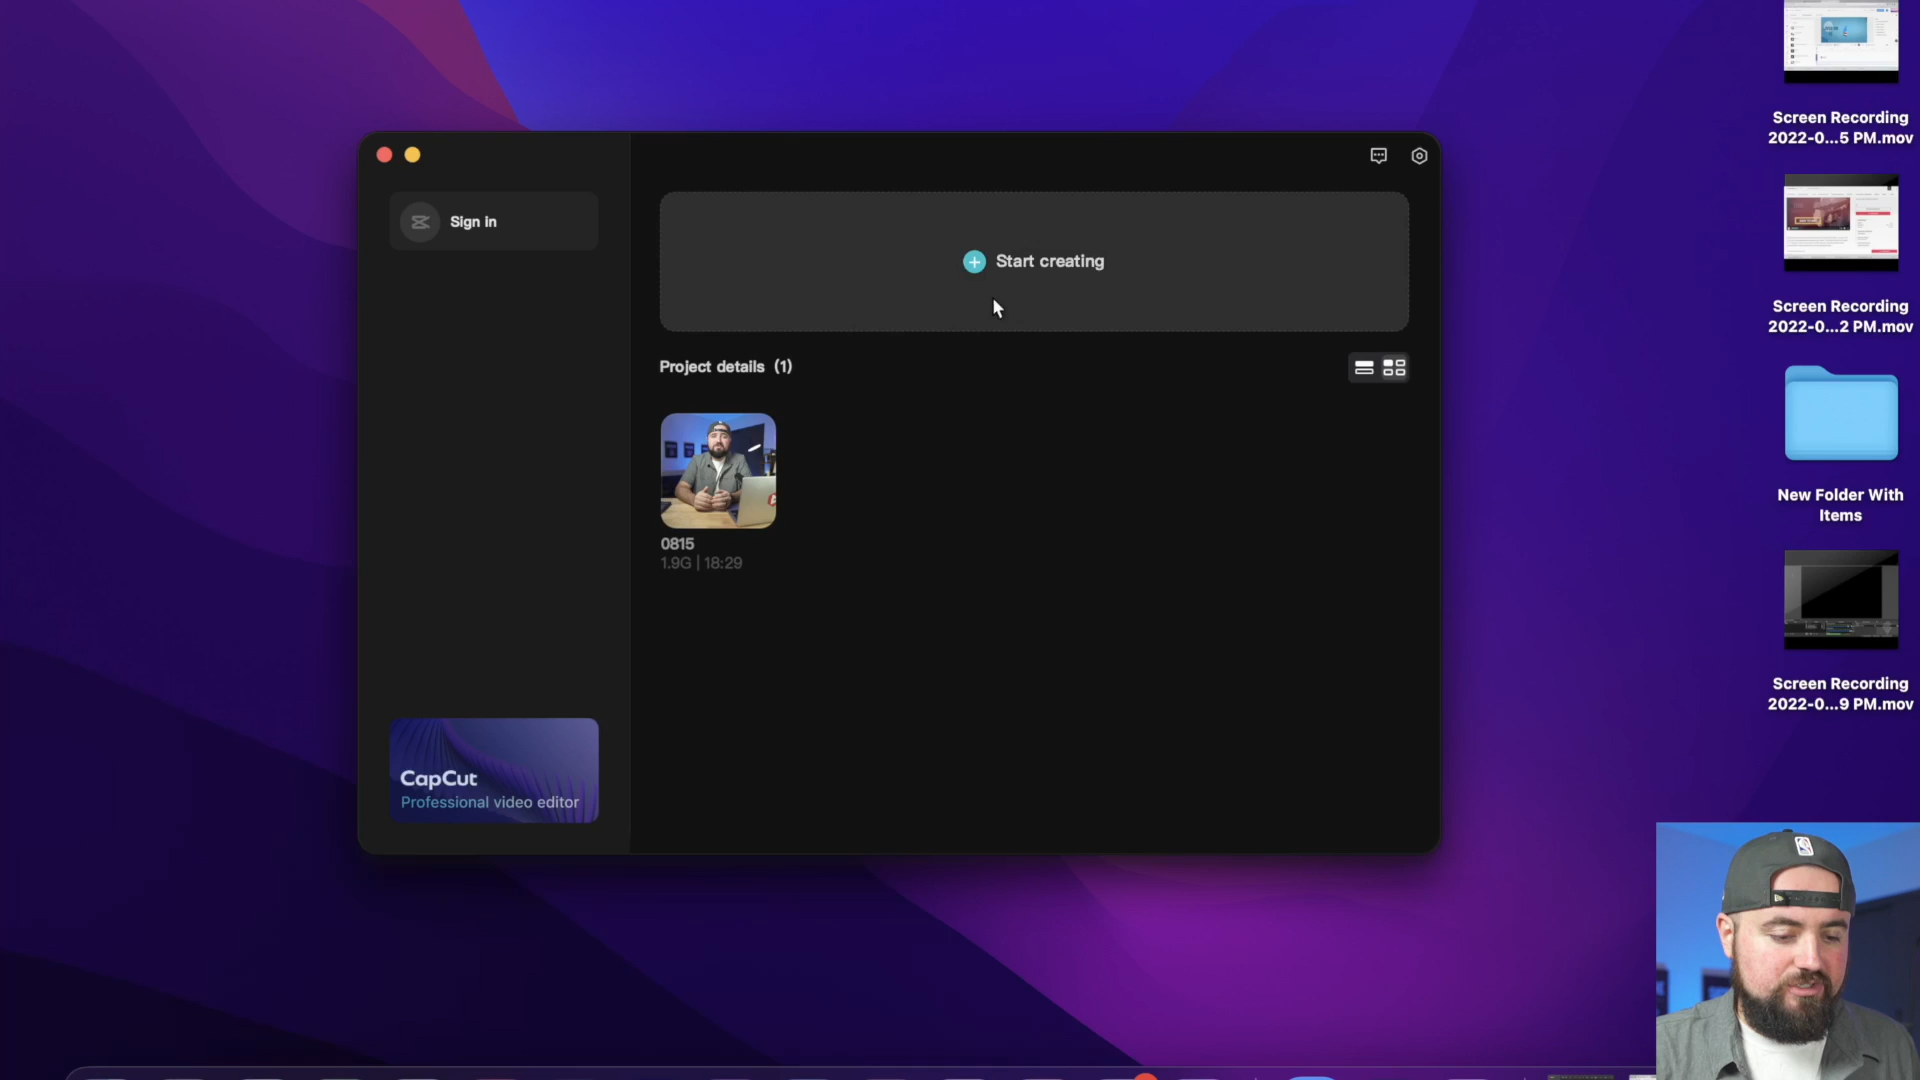 Sign in
Start creating
Project details (1)
0815
1.9G | 18:29
CapCut
Professional video editor
Screen Recording
2022-0...5 PM.mov
Screen Recording
2022-0...2 PM.mov
New Folder With
Items
Screen Recording
2022-0...9 PM.mov